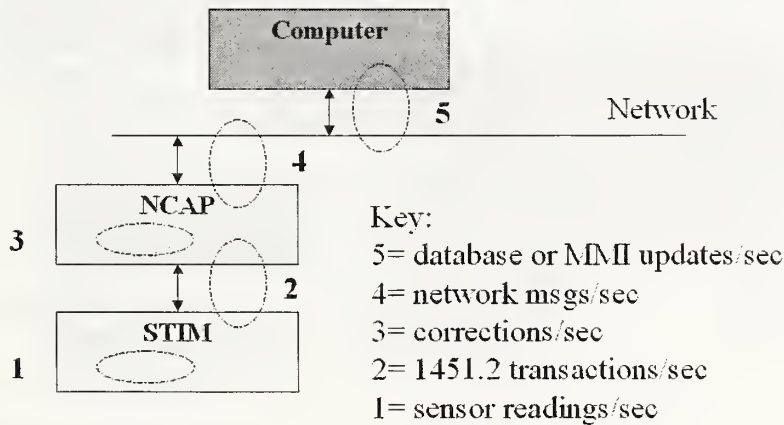 Computer
5
Network
4
NCAP
3
2
STIM
1
Key:
5= database or MMI updates/sec
4= network msgs/sec
3= corrections/sec
2= 1451.2 transactions/sec
1= sensor readings/sec